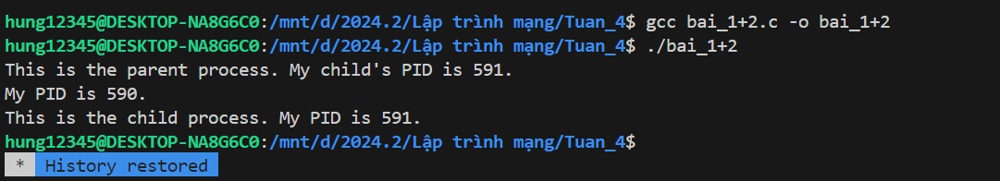 hung12345@DESKTOP-NA8G6C0:/mnt/d/2024.2/Lập trình mạng/Tuan_4$ gcc bai_1+2.c -o bai_1+2
hung12345@DESKTOP-NA8G6C0:/mnt/d/2024.2/Lập trình mạng/Tuan_4$ ./bai_1+2
This is the parent process. My child's PID is 591.
My PID is 590.
This is the child process. My PID is 591.
hung12345@DESKTOP-NA8G6C0:/mnt/d/2024.2/Lập trình mạng/Tuan_4$
* History restored